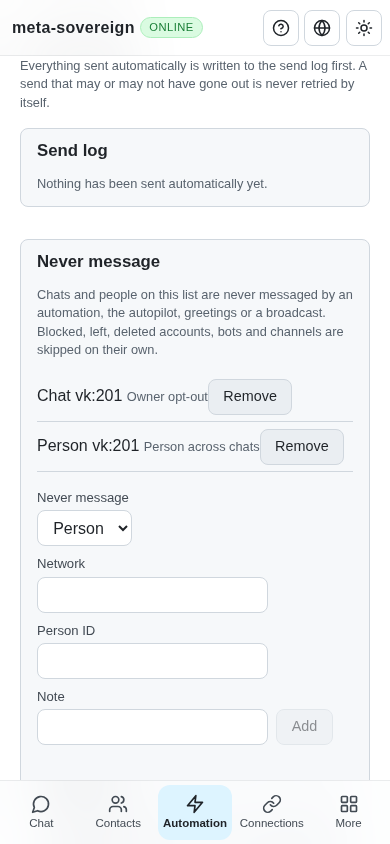 meta-sovereign ONLINE
Everything sent automatically is written to the send log first. A
send that may or may not have gone out is never retried by
itself.
Send log
Nothing has been sent automatically yet.
Never message
Chats and people on this list are never messaged by an
automation, the autopilot, greetings or a broadcast.
Blocked, left, deleted accounts, bots and channels are
skipped on their own.
Chat vk:201 Owner opt-out Remove
Person vk:201 Person across chats Remove
Never message
Person
Network
Person ID
Note
Add
Chat Contacts Automation Connections More